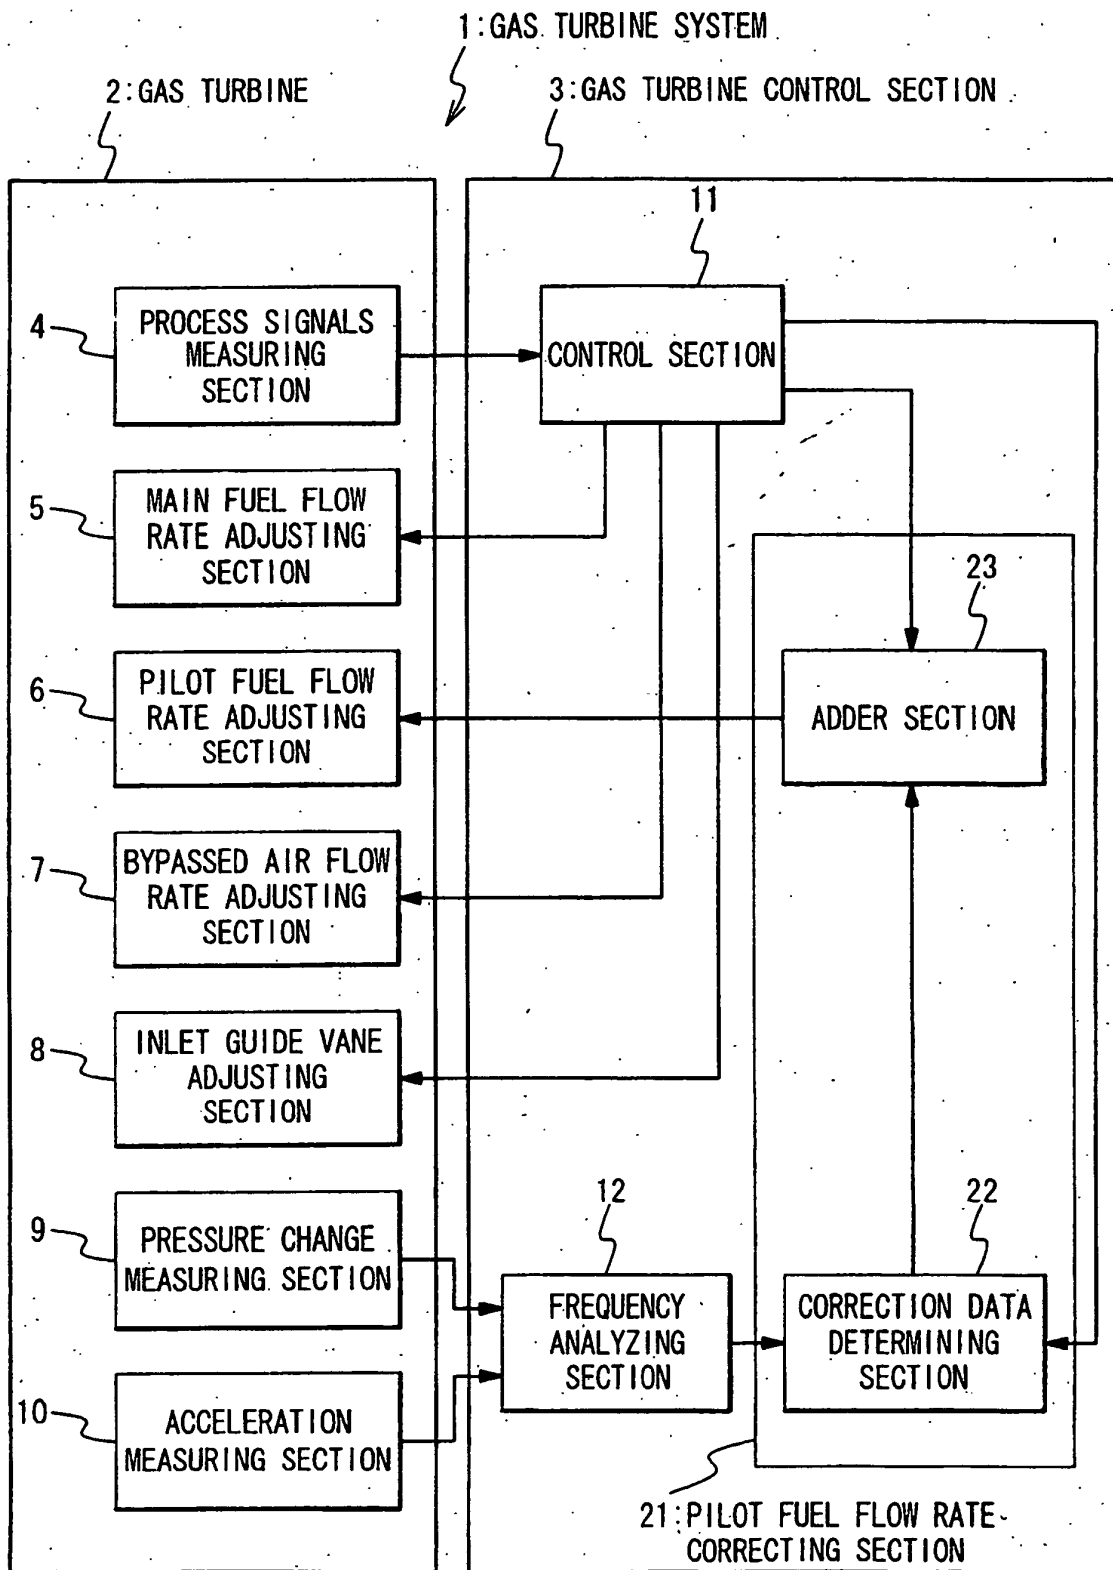 1:GAS TURBINE SYSTEM
2:GAS TURBINE
3:GAS TURBINE CONTROL SECTION
11
4
PROCESS SIGNALS
MEASURING
SECTION
CONTROL SECTION
5
MAIN FUEL FLOW
RATE ADJUSTING
SECTION
23
6
PILOT FUEL FLOW
RATE ADJUSTING
SECTION
ADDER SECTION
7
BYPASSED AIR FLOW
RATE ADJUSTING
SECTION
8
INLET GUIDE VANE
ADJUSTING
SECTION
12
22
9
PRESSURE CHANGE
MEASURING SECTION
FREQUENCY
ANALYZING
SECTION
CORRECTION DATA
DETERMINING
SECTION
10
ACCELERATION
MEASURING SECTION
21:PILOT FUEL FLOW RATE-
CORRECTING SECTION